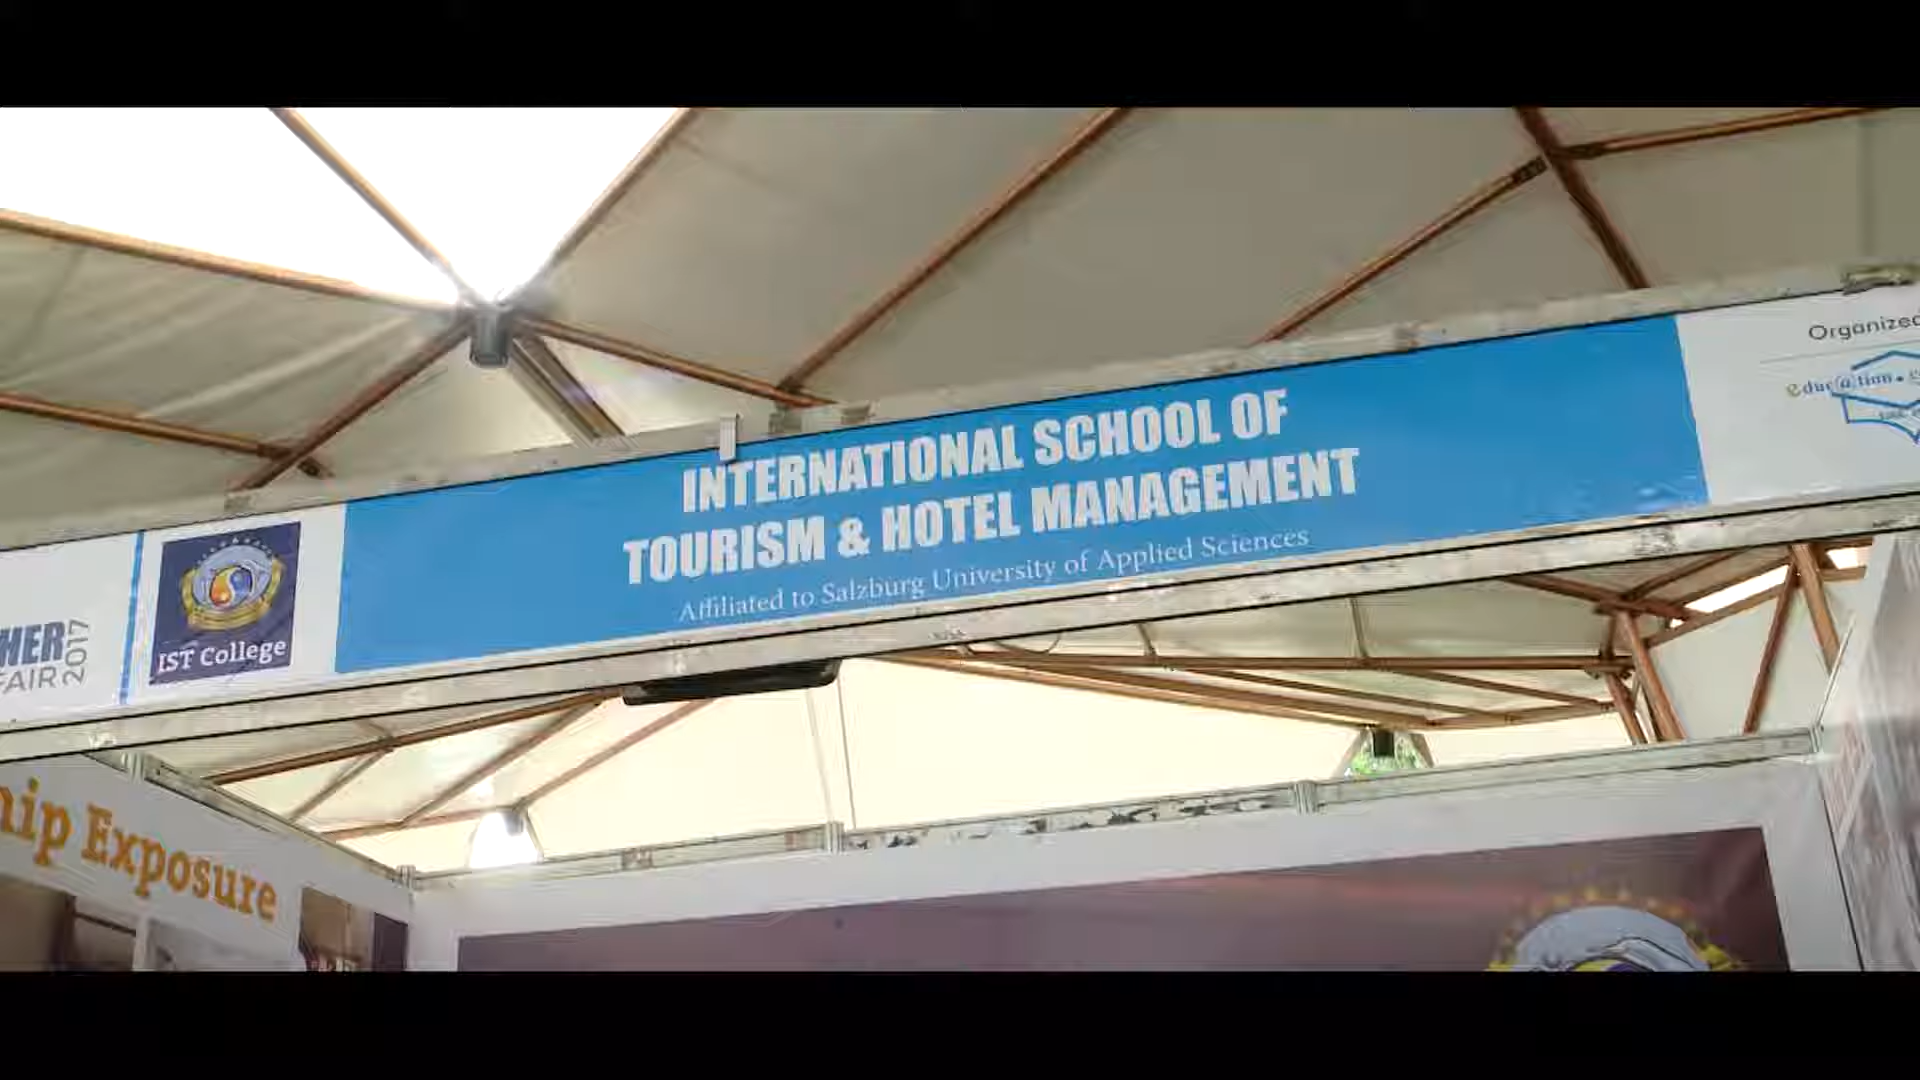 INTERNATIONAL SCHOOL OF
TOURISM & HOTEL MANAGEMENT
Affiliated to Salzburg University of Applied Sciences
IST College
HER
FAIR
2017
Organized
Exposure